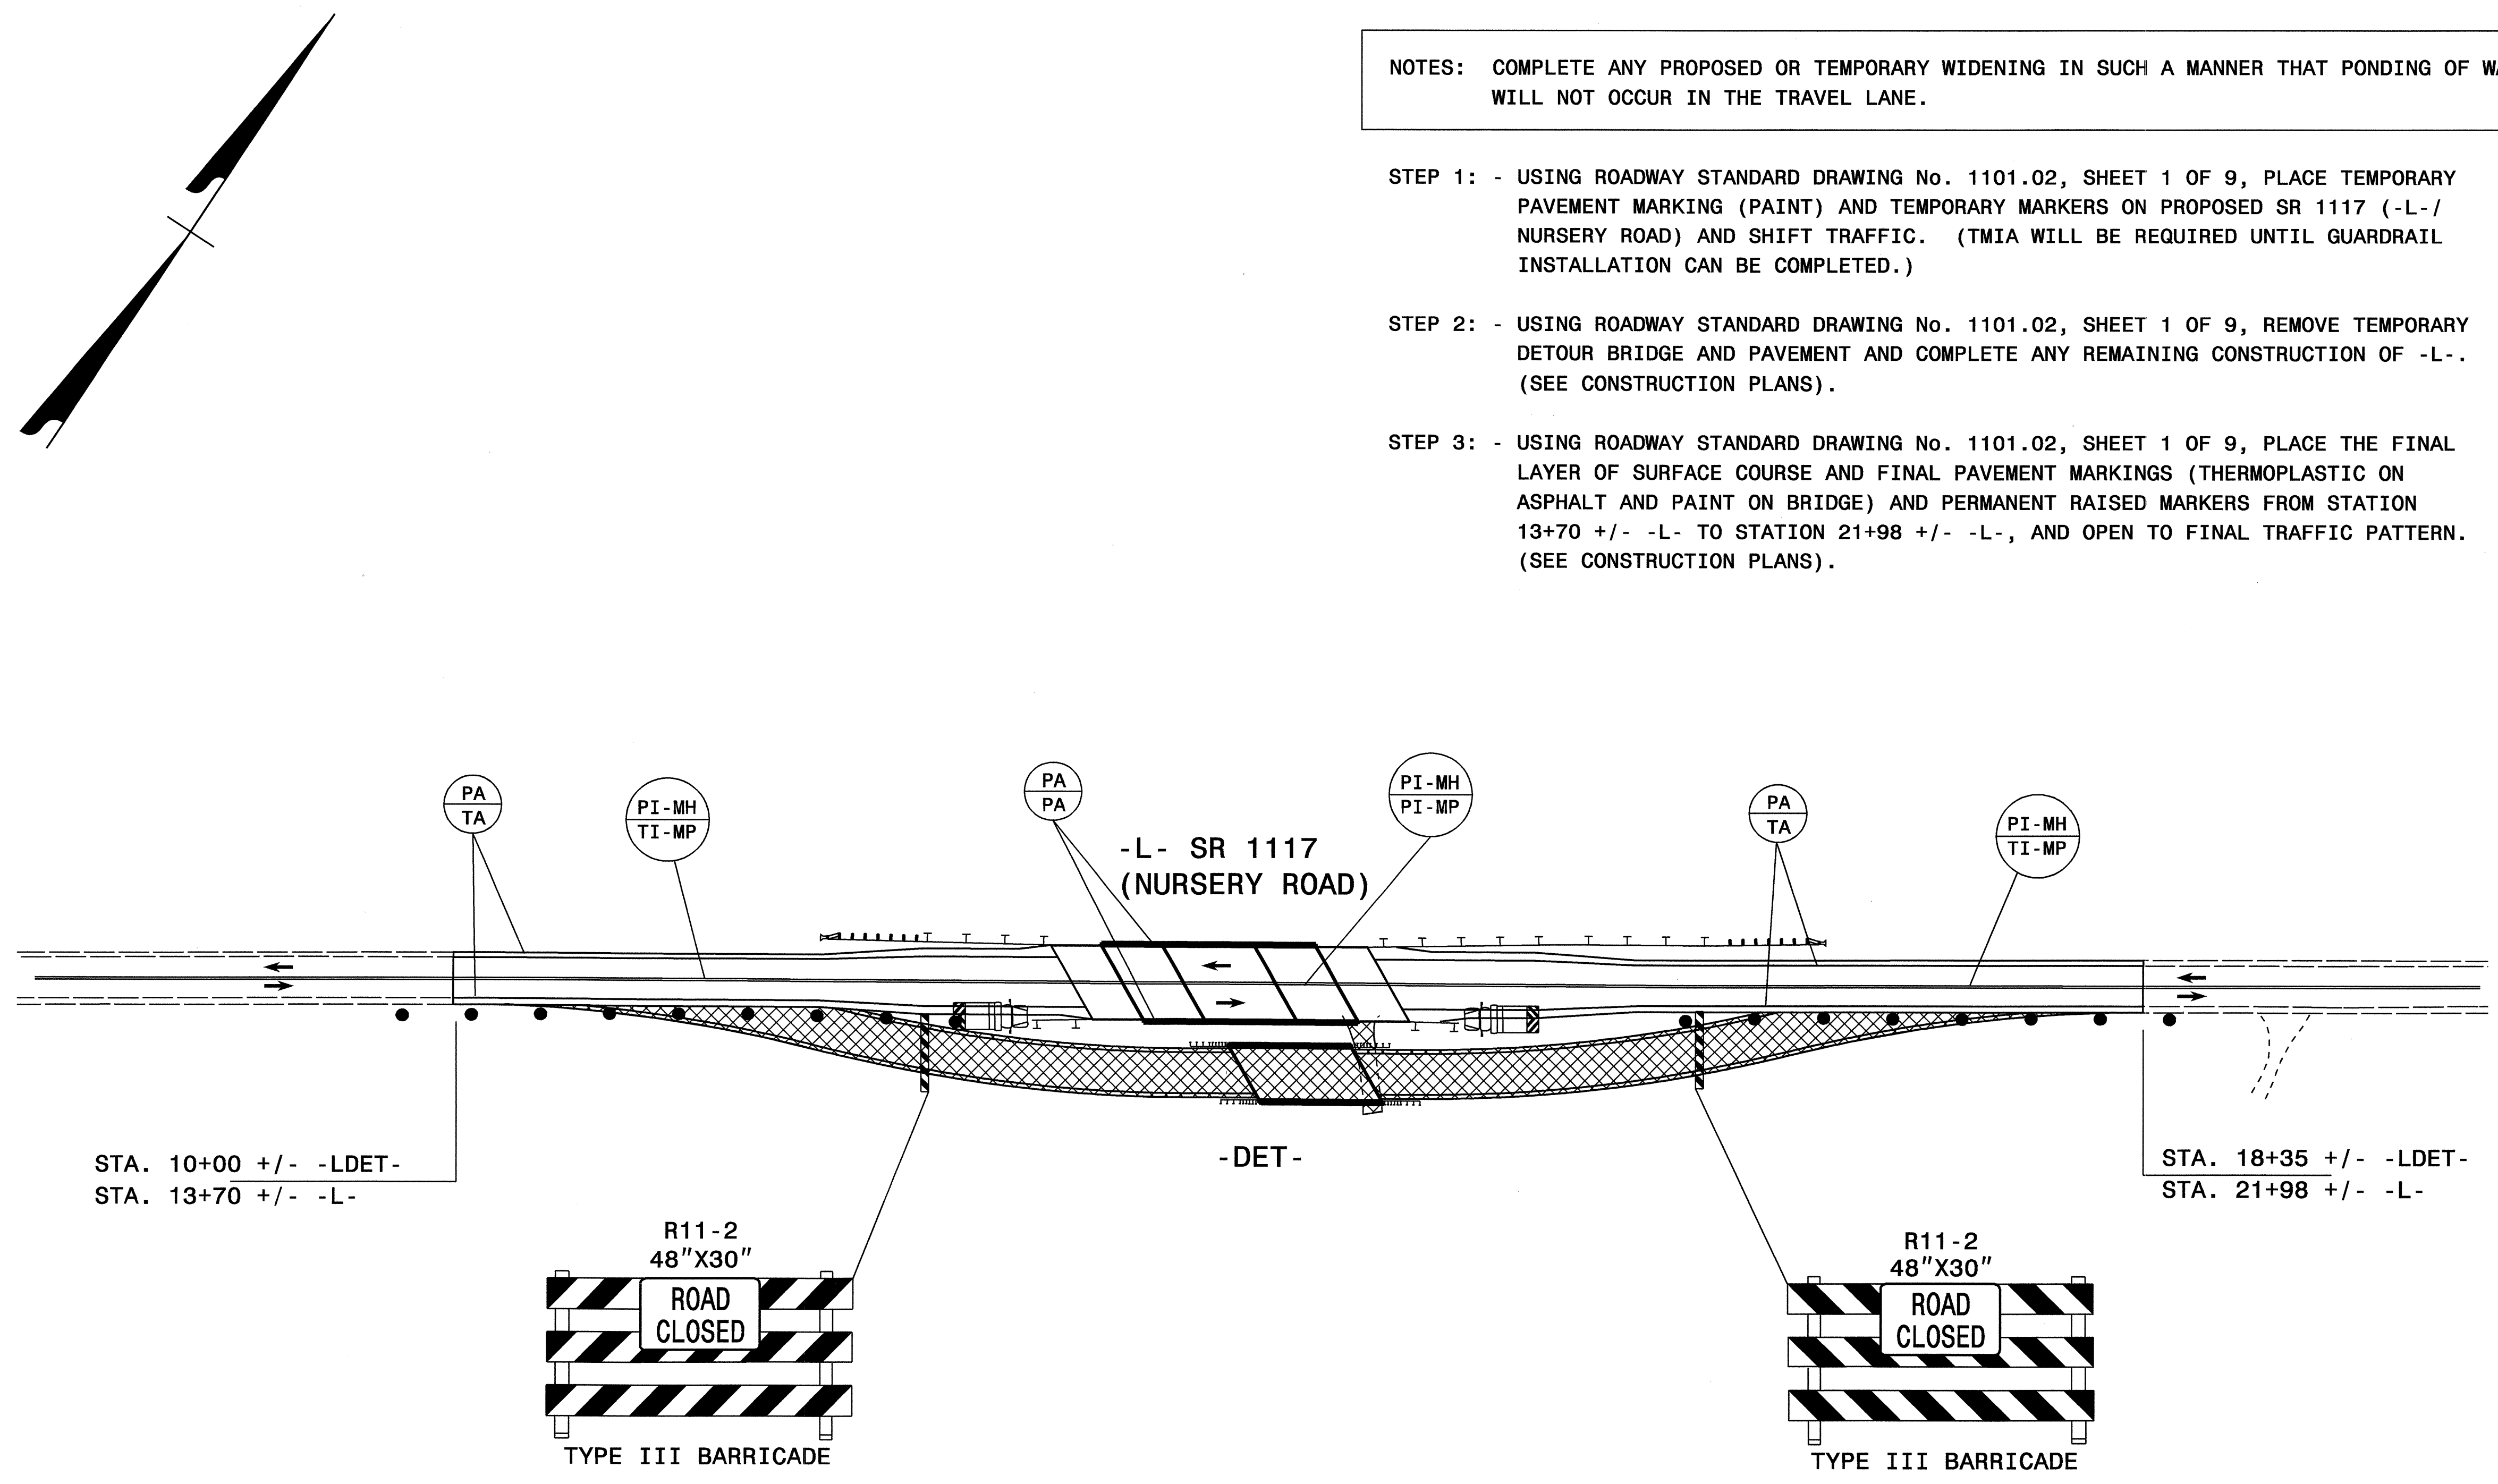 NOTES: COMPLETE ANY PROPOSED OR TEMPORARY WIDENING IN SUCH A MANNER THAT PONDING OF
WILL NOT OCCUR IN THE TRAVEL LANE.
STEP 1: - USING ROADWAY STANDARD DRAWING No. 1101.02, SHEET 1 OF 9, PLACE TEMPORARY
PAVEMENT MARKING (PAINT) AND TEMPORARY MARKERS ON PROPOSED SR 1117 (-L-/
NURSERY ROAD) AND SHIFT TRAFFIC. (TMIA WILL BE REQUIRED UNTIL GUARDRAIL
INSTALLATION CAN BE COMPLETED.)
STEP 2: - USING ROADWAY STANDARD DRAWING No. 1101.02, SHEET 1 OF 9, REMOVE TEMPORARY
DETOUR BRIDGE AND PAVEMENT AND COMPLETE ANY REMAINING CONSTRUCTION OF -L-.
(SEE CONSTRUCTION PLANS).
STEP 3: - USING ROADWAY STANDARD DRAWING No. 1101.02, SHEET 1 OF 9, PLACE THE FINAL
LAYER OF SURFACE COURSE AND FINAL PAVEMENT MARKINGS (THERMOPLASTIC ON
ASPHALT AND PAINT ON BRIDGE) AND PERMANENT RAISED MARKERS FROM STATION
13+70 +/- -L- TO STATION 21+98 +/- -L-, AND OPEN TO FINAL TRAFFIC PATTERN.
(SEE CONSTRUCTION PLANS).
PA
TA
PI-MH
TI-MP
PA
PA
PI-MH
PI-MP
PA
TA
PI-MH
TI-MP
-L- SR 1117
(NURSERY ROAD)
-DET-
STA. 10+00 +/- -LDET-
STA. 13+70 +/- -L-
STA. 18+35 +/- -LDET-
STA. 21+98 +/- -L-
R11-2
48"X30"
ROAD
CLOSED
TYPE III BARRICADE
R11-2
48"X30"
ROAD
CLOSED
TYPE III BARRICADE